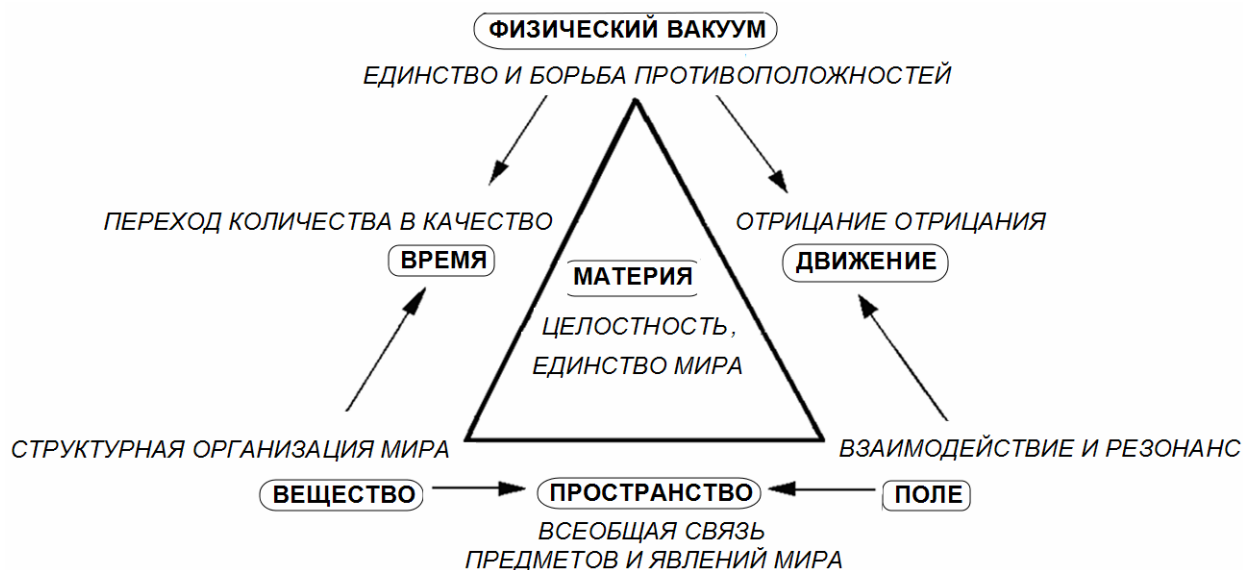 ФИЗИЧЕСКИЙ ВАКУУМ
ЕДИНСТВО И БОРЬБА ПРОТИВОПОЛОЖНОСТЕЙ
ПЕРЕХОД КОЛИЧЕСТВА В КАЧЕСТВО
ВРЕМЯ
ОТРИЦАНИЕ ОТРИЦАНИЯ
ДВИЖЕНИЕ
МАТЕРИЯ
ЦЕЛОСТНОСТЬ,
ЕДИНСТВО МИРА
СТРУКТУРНАЯ ОРГАНИЗАЦИЯ МИРА
ВЕЩЕСТВО
ВЗАИМОДЕЙСТВИЕ И РЕЗОНАНС
ПОЛЕ
ПРОСТРАНСТВО
ВСЕОБЩАЯ СВЯЗЬ
ПРЕДМЕТОВ И ЯВЛЕНИЙ МИРА